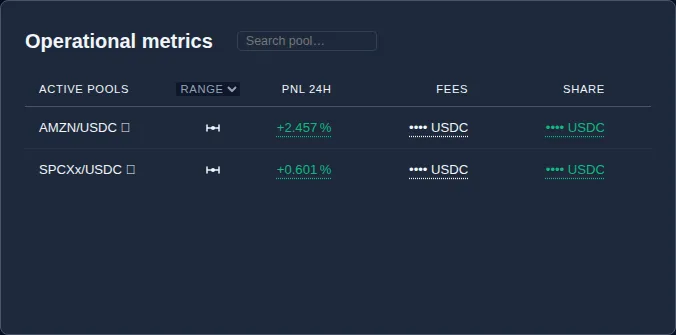 Operational metrics
Search pool…
ACTIVE POOLS RANGE PNL 24H FEES SHARE
AMZN/USDC +2.457 % •••• USDC •••• USDC
SPCXx/USDC +0.601 % •••• USDC •••• USDC